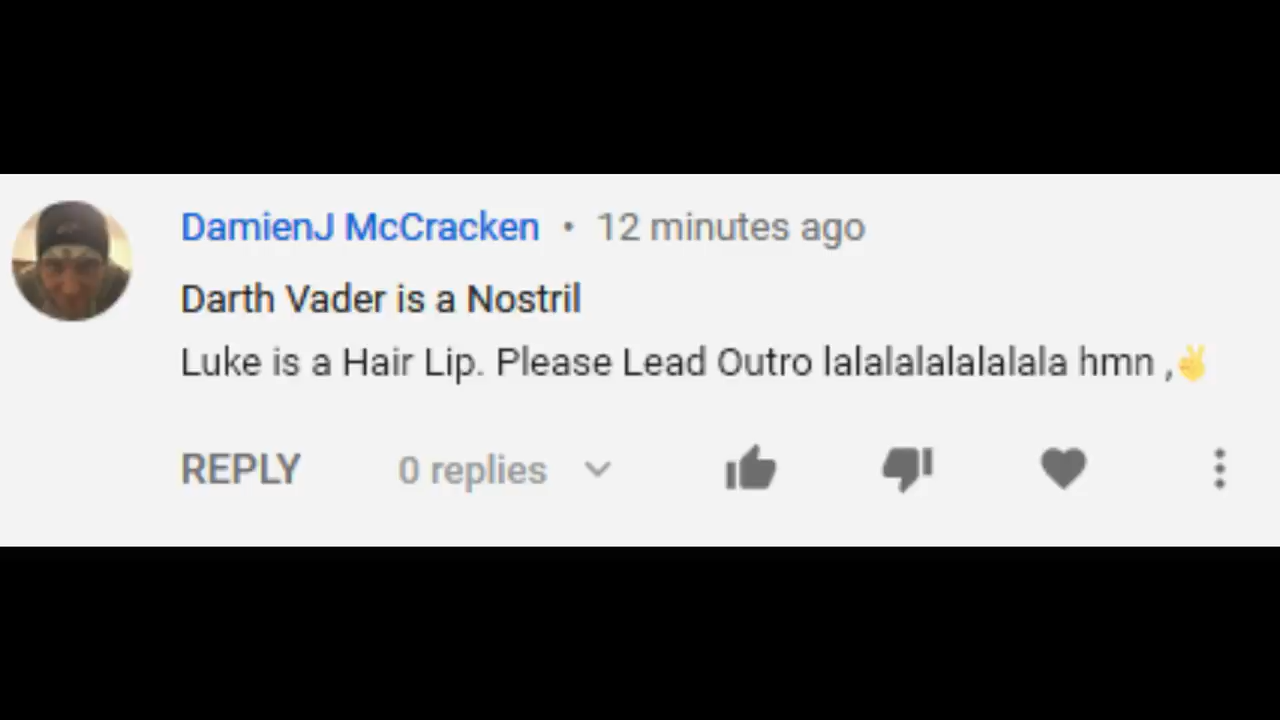 DamienJ McCracken • 12 minutes ago
Darth Vader is a Nostril
Luke is a Hair Lip. Please Lead Outro lalalalalalalala hmn ,✌
REPLY 0 replies